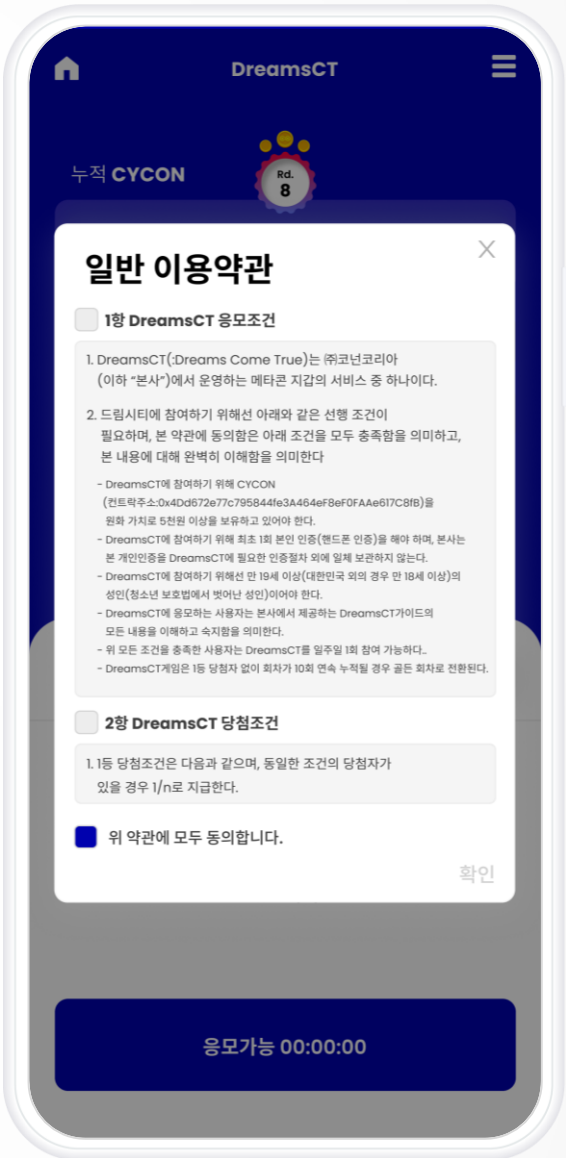 DreamsCT
누적 CYCON
Rd.
8
일반 이용약관
1항 DreamsCT 응모조건
1. DreamsCT(:Dreams Come True)는 ㈜코넌코리아
(이하 “본사”)에서 운영하는 메타콘 지갑의 서비스 중 하나이다.
2. 드림시티에 참여하기 위해선 아래와 같은 선행 조건이
필요하며, 본 약관에 동의함은 아래 조건을 모두 충족함을 의미하고,
본 내용에 대해 완벽히 이해함을 의미한다
- DreamsCT에 참여하기 위해 CYCON
(컨트락주소:0x4Dd672e77c795844fe3A464eF8eF0FAAe617C8fB)을
원화 가치로 5천원 이상을 보유하고 있어야 한다.
- DreamsCT에 참여하기 위해 최초 1회 본인 인증(핸드폰 인증)을 해야 하며, 본사는
본 개인인증을 DreamsCT에 필요한 인증절차 외에 일체 보관하지 않는다.
- DreamsCT에 참여하기 위해선 만 19세 이상(대한민국 외의 경우 만 18세 이상)의
성인(청소년 보호법에서 벗어난 성인)이어야 한다.
- DreamsCT에 응모하는 사용자는 본사에서 제공하는 DreamsCT가이드의
모든 내용을 이해하고 숙지함을 의미한다.
- 위 모든 조건을 충족한 사용자는 DreamsCT를 일주일 1회 참여 가능하다..
- DreamsCT게임은 1등 당첨자 없이 회차가 10회 연속 누적될 경우 골든 회차로 전환된다.
2항 DreamsCT 당첨조건
1. 1등 당첨조건은 다음과 같으며, 동일한 조건의 당첨자가
있을 경우 1/n로 지급한다.
위 약관에 모두 동의합니다.
확인
응모가능 00:00:00